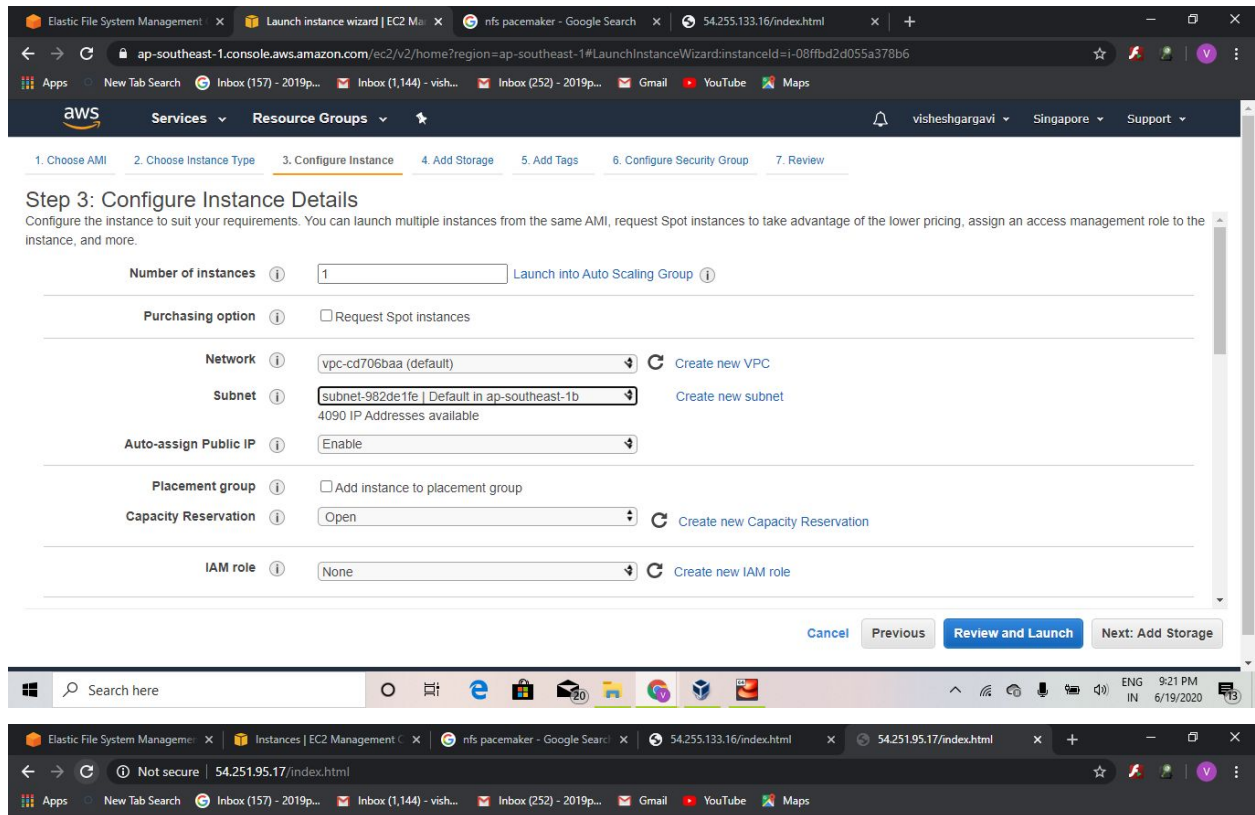 Elastic File System Management Launch instance wizard | EC2 Ma nfs pacemaker - Google Search 54.255.133.16/index.html
ap-southeast-1.console.aws.amazon.com/ec2/v2/home?region=ap-southeast-1#LaunchInstanceWizard:instanceId=i-08ffbd2d055a378b6
Apps New Tab Search Inbox (157) - 2019p... Inbox (1,144) - vish... Inbox (252) - 2019p... Gmail YouTube Maps
aws Services Resource Groups visheshgargavi Singapore Support
1. Choose AMI 2. Choose Instance Type 3. Configure Instance 4. Add Storage 5. Add Tags 6. Configure Security Group 7. Review
Step 3: Configure Instance Details
Configure the instance to suit your requirements. You can launch multiple instances from the same AMI, request Spot instances to take advantage of the lower pricing, assign an access management role to the
instance, and more.
Number of instances 1 Launch into Auto Scaling Group
Purchasing option Request Spot instances
Network vpc-cd706baa (default) Create new VPC
Subnet subnet-982de1fe | Default in ap-southeast-1b Create new subnet
4090 IP Addresses available
Auto-assign Public IP Enable
Placement group Add instance to placement group
Capacity Reservation Open Create new Capacity Reservation
IAM role None Create new IAM role
Cancel Previous Review and Launch Next: Add Storage
Search here 20 ENG 9:21 PM
IN 6/19/2020 13
Elastic File System Managemer Instances | EC2 Management C nfs pacemaker - Google Search 54.255.133.16/index.html 54.251.95.17/index.html
Not secure | 54.251.95.17/index.html
Apps New Tab Search Inbox (157) - 2019p... Inbox (1,144) - vish... Inbox (252) - 2019p... Gmail YouTube Maps